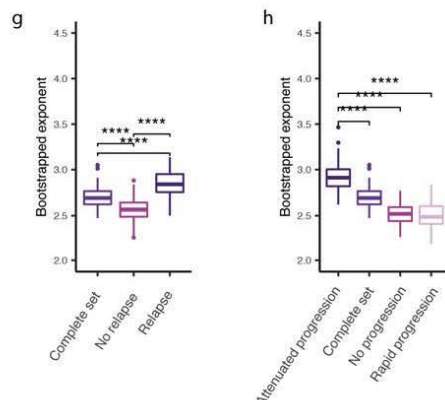 g
Bootstrapped exponent
4.5
4.0
3.5
3.0
2.5
2.0
****
****
****
Complete set
No relapse
Relapse
h
Bootstrapped exponent
4.5
4.0
3.5
3.0
2.5
2.0
****
****
****
Attenuated progression
Complete set
No progression
Rapid progression